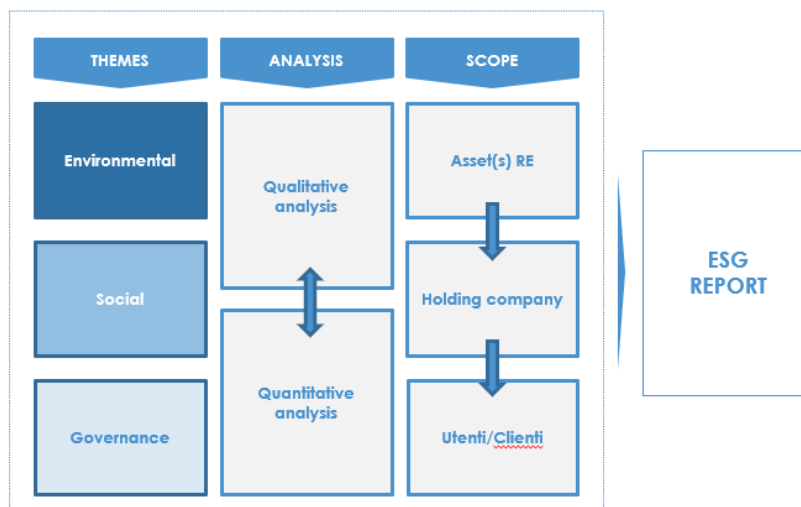 THEMES
ANALYSIS
SCOPE
Environmental
Social
Governance
Qualitative
analysis
Quantitative
analysis
Asset(s) RE
Holding company
Utenti/Clienti
ESG
REPORT